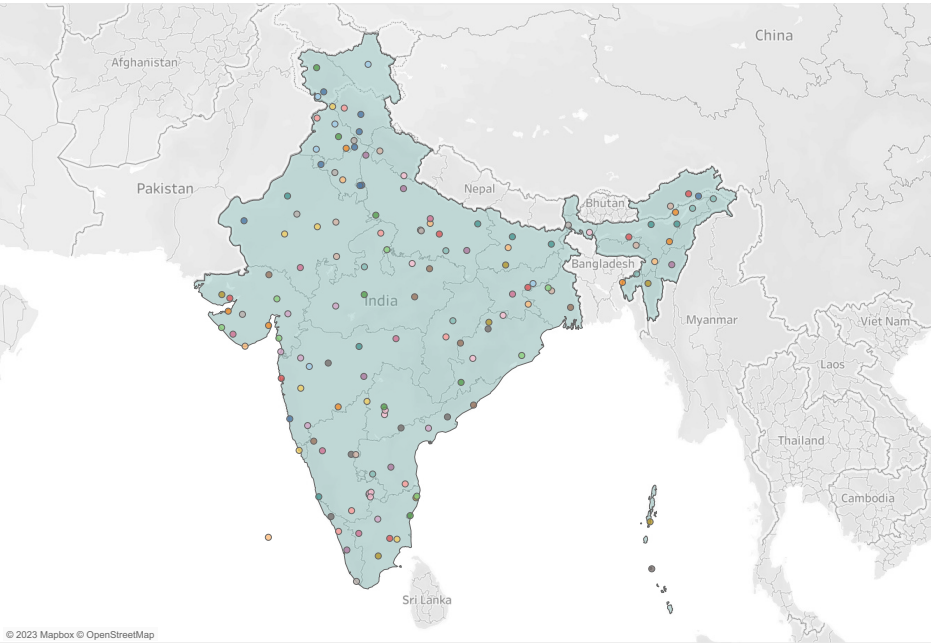 China
Afghanistan
Pakistan
Nepal
Bhutan
Bangladesh
India
Myanmar
Viet Nam
Laos
Thailand
Cambodia
Sri Lanka
© 2023 Mapbox © OpenStreetMap